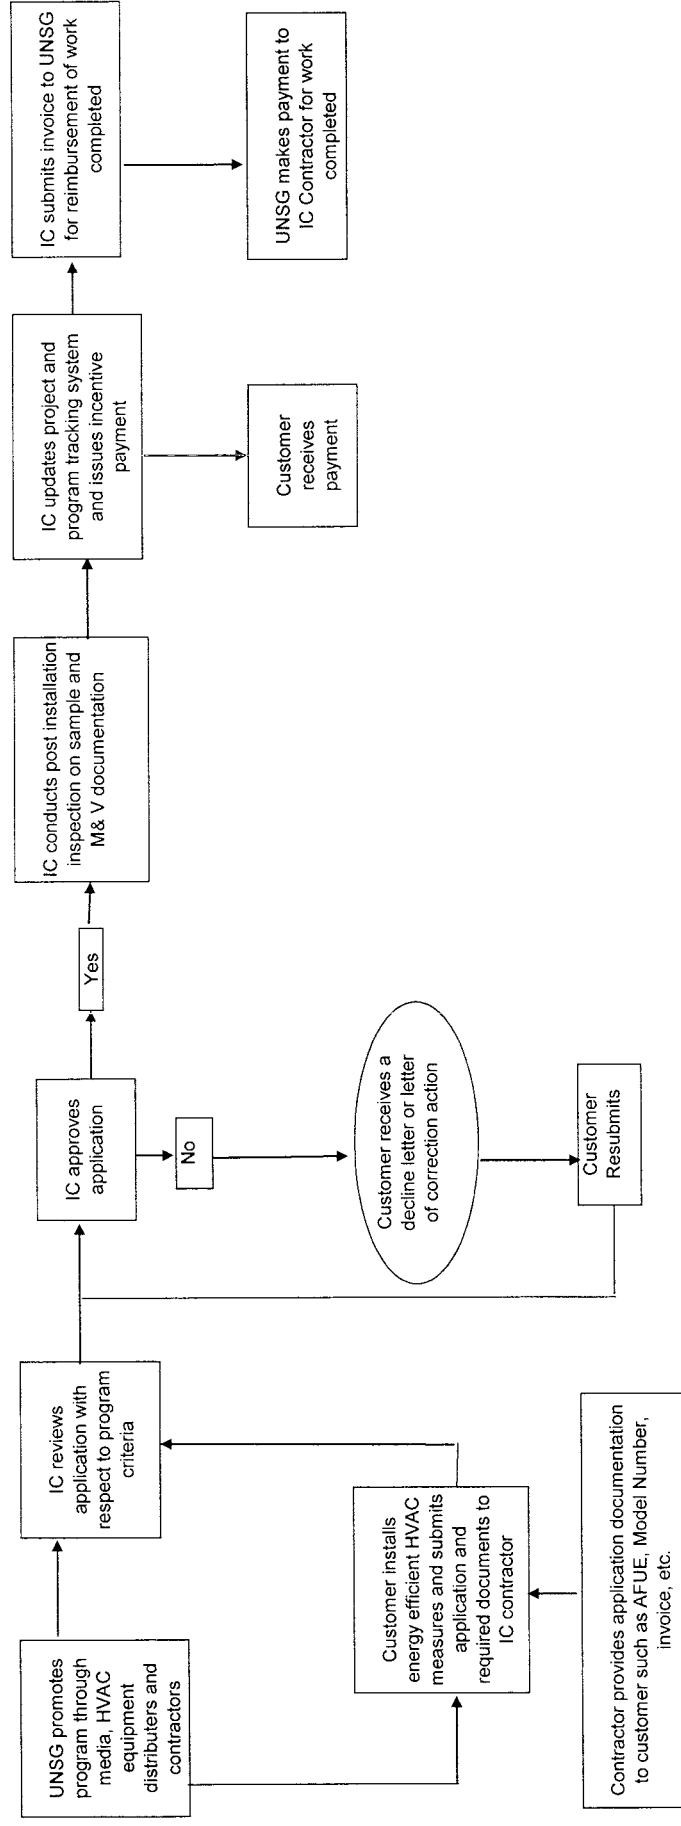 UNSG promotes
program through
media, HVAC
equipment
distributers and
contractors
IC reviews
application with
respect to program
criteria
IC approves
application
Yes
IC conducts post installation
inspection on sample and
M& V documentation
IC updates project and
program tracking system
and issues incentive
payment
IC submits invoice to UNSG
for reimbursement of work
completed
No
Customer receives a
decline letter or letter
of correction action
Customer
Resubmits
Customer
receives
payment
UNSG makes payment to
IC Contractor for work
completed
Customer installs
energy efficient HVAC
measures and submits
application and
required documents to
IC contractor
Contractor provides application documentation
to customer such as AFUE, Model Number,
invoice, etc.